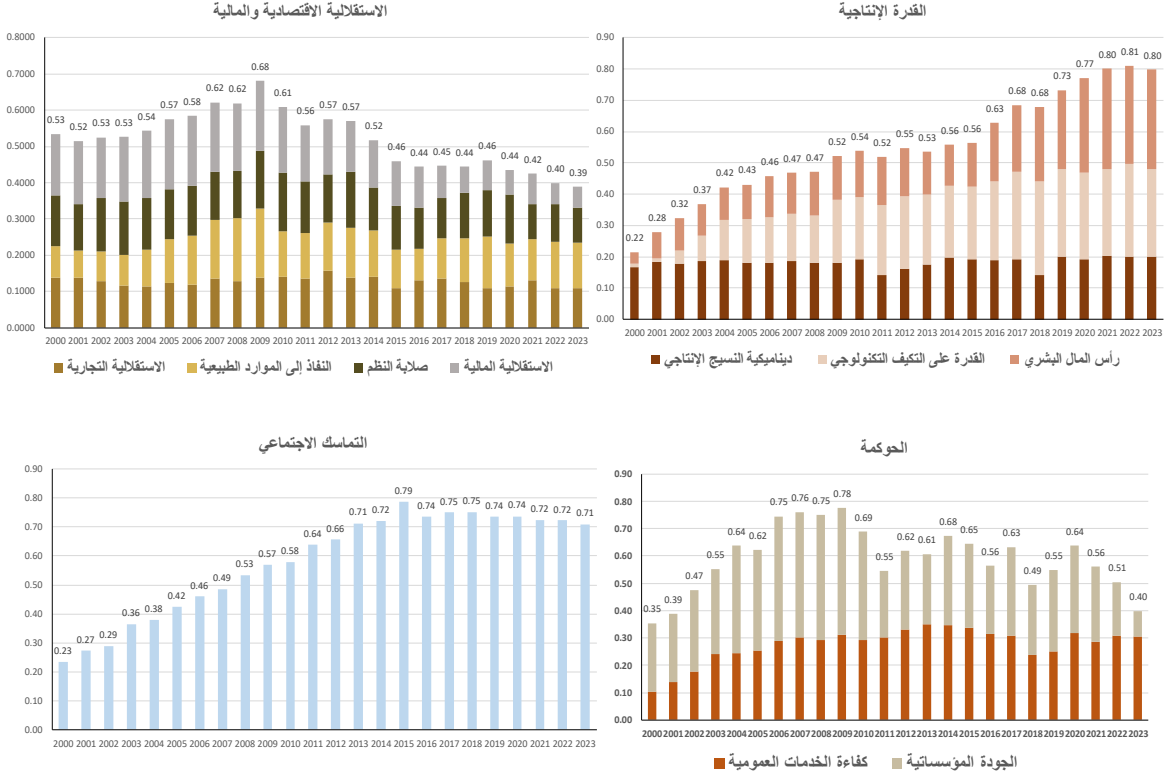 الاستقلالية الاقتصادية والمالية
0.8000
0.7000
0.6000
0.5000
0.4000
0.3000
0.2000
0.1000
0.0000
0.53 0.52 0.53 0.53 0.54 0.57 0.58 0.62 0.62 0.68 0.61 0.56 0.57 0.57 0.52 0.46 0.44 0.45 0.44 0.46 0.44 0.42 0.40 0.39
2000 2001 2002 2003 2004 2005 2006 2007 2008 2009 2010 2011 2012 2013 2014 2015 2016 2017 2018 2019 2020 2021 2022 2023
الاستقلالية التجارية النفاذ إلى الموارد الطبيعية صلابة النظم الاستقلالية المالية
القدرة الإنتاجية
0.90
0.80
0.70
0.60
0.50
0.40
0.30
0.20
0.10
0.00
0.22 0.28 0.32 0.37 0.42 0.43 0.46 0.47 0.47 0.52 0.54 0.52 0.55 0.53 0.56 0.56 0.63 0.68 0.68 0.73 0.77 0.80 0.81 0.80
2000 2001 2002 2003 2004 2005 2006 2007 2008 2009 2010 2011 2012 2013 2014 2015 2016 2017 2018 2019 2020 2021 2022 2023
ديناميكية النسيج الإنتاجي القدرة على التكيف التكنولوجي رأس المال البشري
التماسك الاجتماعي
0.90
0.80
0.70
0.60
0.50
0.40
0.30
0.20
0.10
0.00
0.23 0.27 0.29 0.36 0.38 0.42 0.46 0.49 0.53 0.57 0.58 0.64 0.66 0.71 0.72 0.79 0.74 0.75 0.75 0.74 0.74 0.72 0.72 0.71
2000 2001 2002 2003 2004 2005 2006 2007 2008 2009 2010 2011 2012 2013 2014 2015 2016 2017 2018 2019 2020 2021 2022 2023
الحوكمة
0.90
0.80
0.70
0.60
0.50
0.40
0.30
0.20
0.10
0.00
0.35 0.39 0.47 0.55 0.64 0.62 0.75 0.76 0.75 0.78 0.69 0.55 0.62 0.61 0.68 0.65 0.56 0.63 0.49 0.55 0.64 0.56 0.51 0.40
2000 2001 2002 2003 2004 2005 2006 2007 2008 2009 2010 2011 2012 2013 2014 2015 2016 2017 2018 2019 2020 2021 2022 2023
كفاءة الخدمات العمومية الجودة المؤسساتية